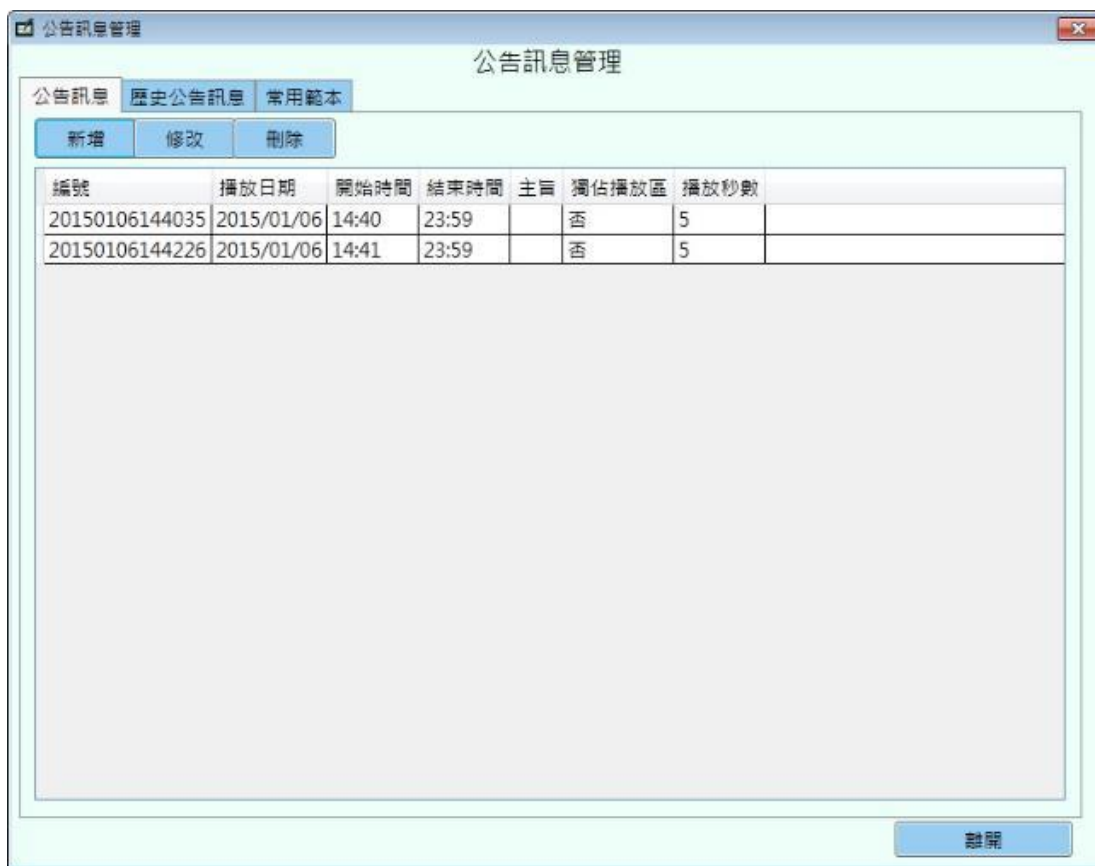 公告訊息管理
公告訊息管理
公告訊息 歷史公告訊息 常用範本
新增 修改 刪除
編號 播放日期 開始時間 結束時間 主旨 獨佔播放區 播放秒數
20150106144035 2015/01/06 14:40 23:59 否 5
20150106144226 2015/01/06 14:41 23:59 否 5
離開